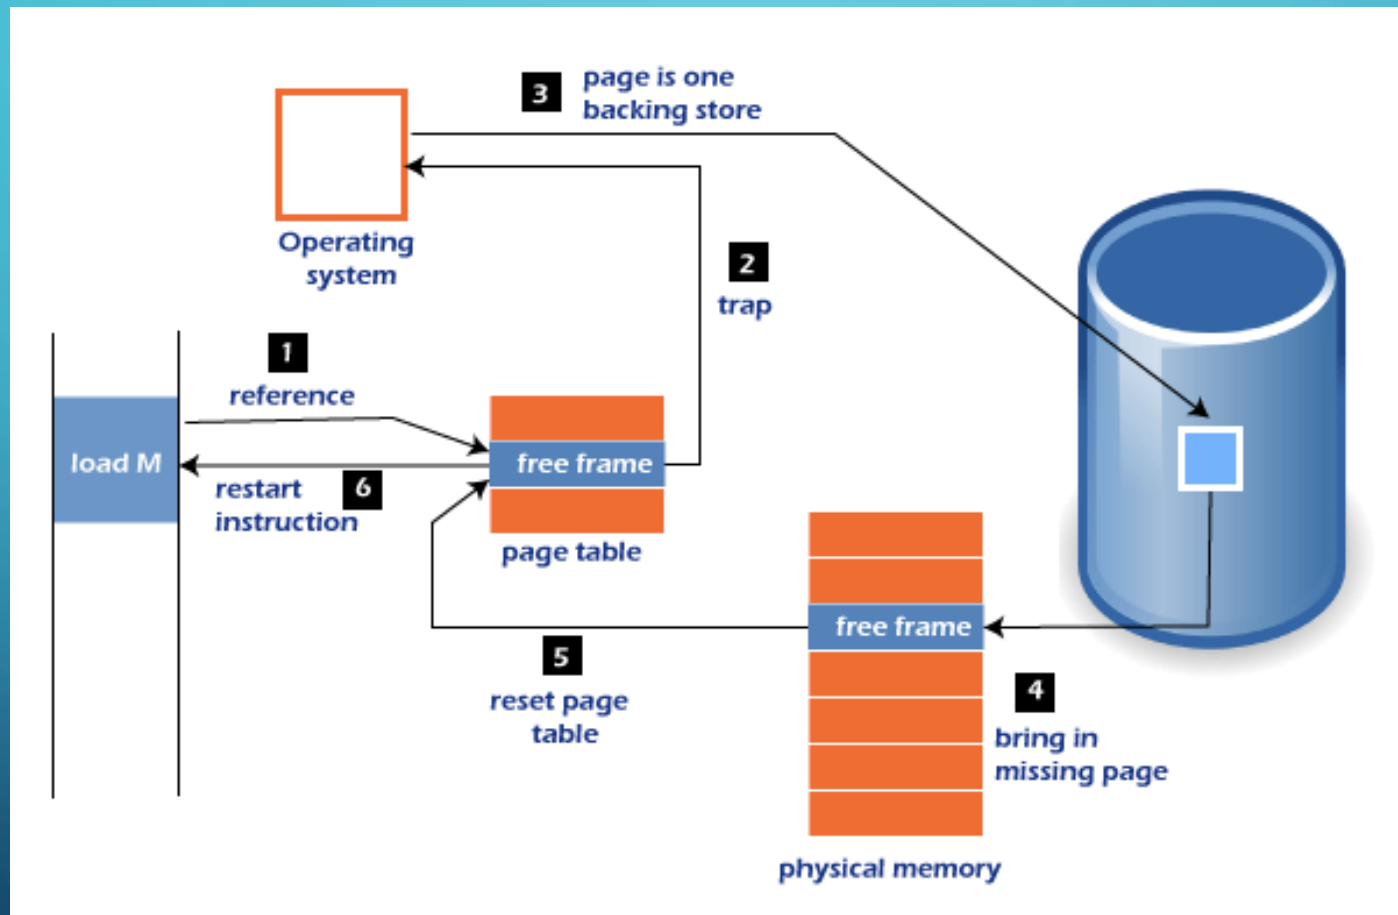 3
page is one
backing store
Operating
system
2
trap
1
reference
load M
free frame
restart
instruction
6
page table
free frame
5
reset page
table
4
bring in
missing page
physical memory